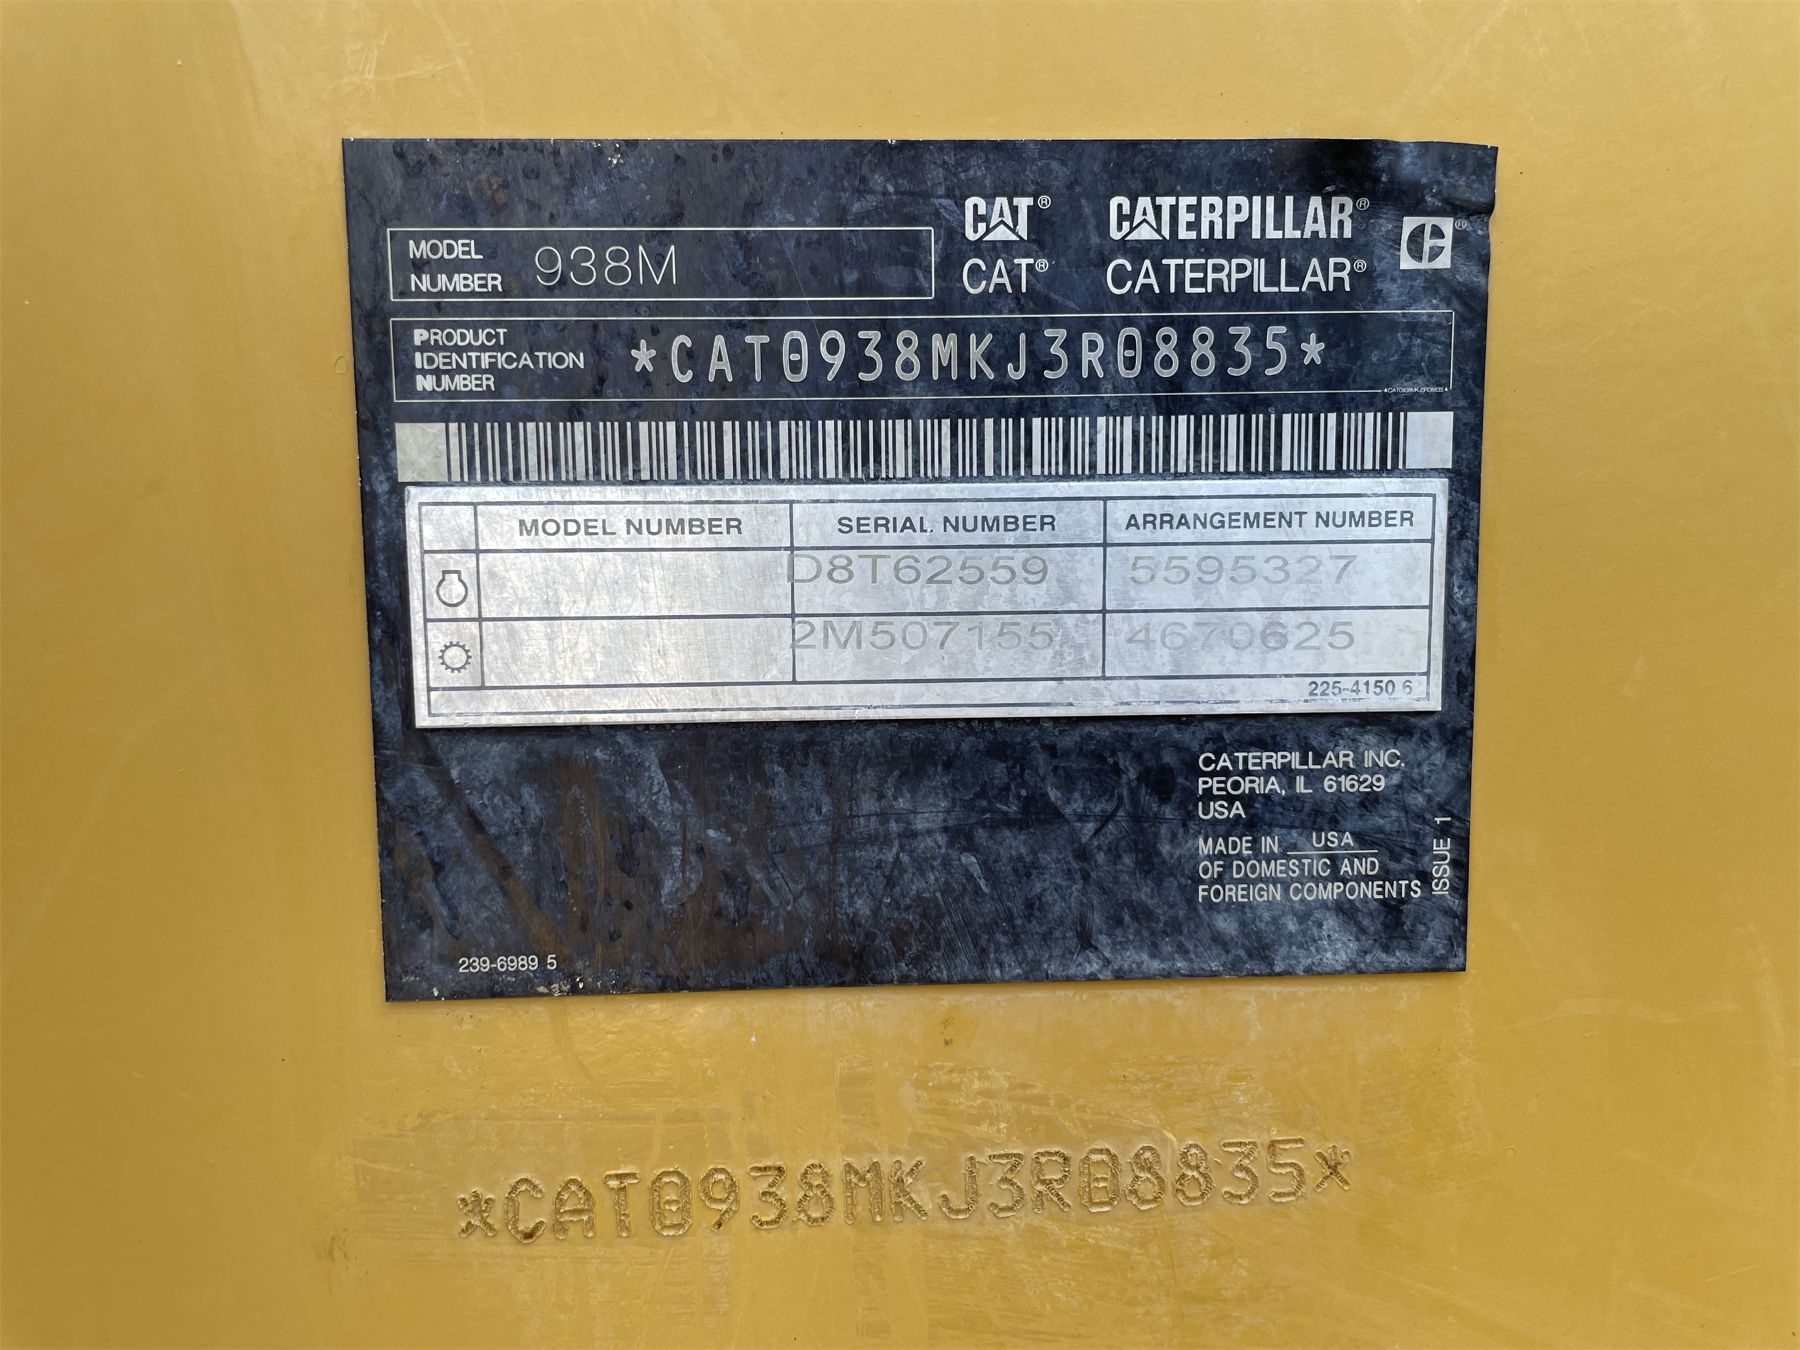 CAT® CATERPILLAR®
MODEL NUMBER 938M
CAT® CATERPILLAR®
PRODUCT IDENTIFICATION NUMBER *CAT0938MKJ3R08835*
MODEL NUMBER SERIAL NUMBER ARRANGEMENT NUMBER
D8T62559 5595327
2M507155 4670625
225-4150 6
CATERPILLAR INC.
PEORIA, IL 61629
USA
MADE IN USA
OF DOMESTIC AND
FOREIGN COMPONENTS
ISSUE 1
239-6989 5
*CAT0938MKJ3R08835*